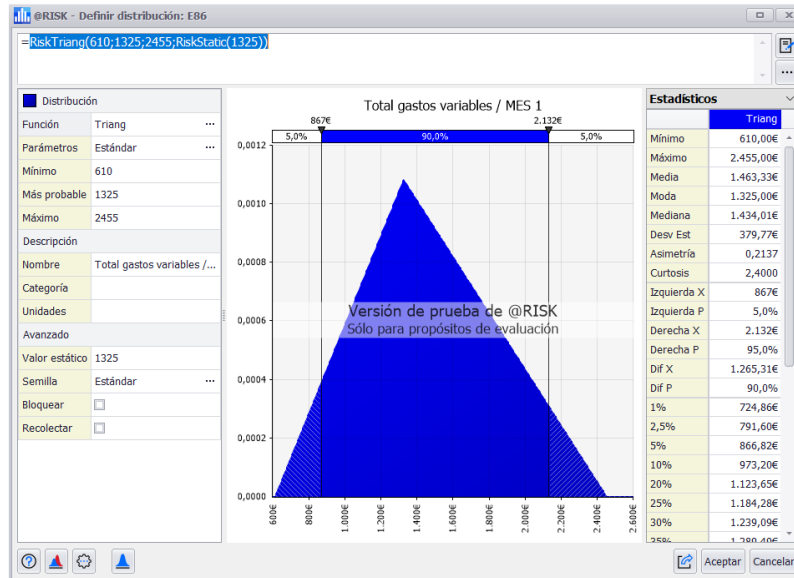 @RISK - Definir distribución: E86
=RiskTriang(610;1325;2455;RiskStatic(1325))
Distribución
Función Triang ...
Parámetros Estándar ...
Mínimo 610
Más probable 1325
Máximo 2455
Descripción
Nombre Total gastos variables /...
Categoría
Unidades
Avanzado
Valor estático 1325
Semilla Estándar ...
Bloquear
Recolectar
Total gastos variables / MES 1
867€ 2.132€
5,0% 90,0% 5,0%
0,0012
0,0010
0,0008
0,0006
0,0004
0,0002
0,0000
Versión de prueba de @RISK
Sólo para propósitos de evaluación
600€ 800€ 1.000€ 1.200€ 1.400€ 1.600€ 1.800€ 2.000€ 2.200€ 2.400€ 2.600€
Estadísticos
Triang
Mínimo 610,00€
Máximo 2.455,00€
Media 1.463,33€
Moda 1.325,00€
Mediana 1.434,01€
Desv Est 379,77€
Asimetría 0,2137
Curtosis 2,4000
Izquierda X 867€
Izquierda P 5,0%
Derecha X 2.132€
Derecha P 95,0%
Dif X 1.265,31€
Dif P 90,0%
1% 724,86€
2,5% 791,60€
5% 866,82€
10% 973,20€
20% 1.123,65€
25% 1.184,28€
30% 1.239,09€
35% 1.289,49€
Aceptar Cancelar